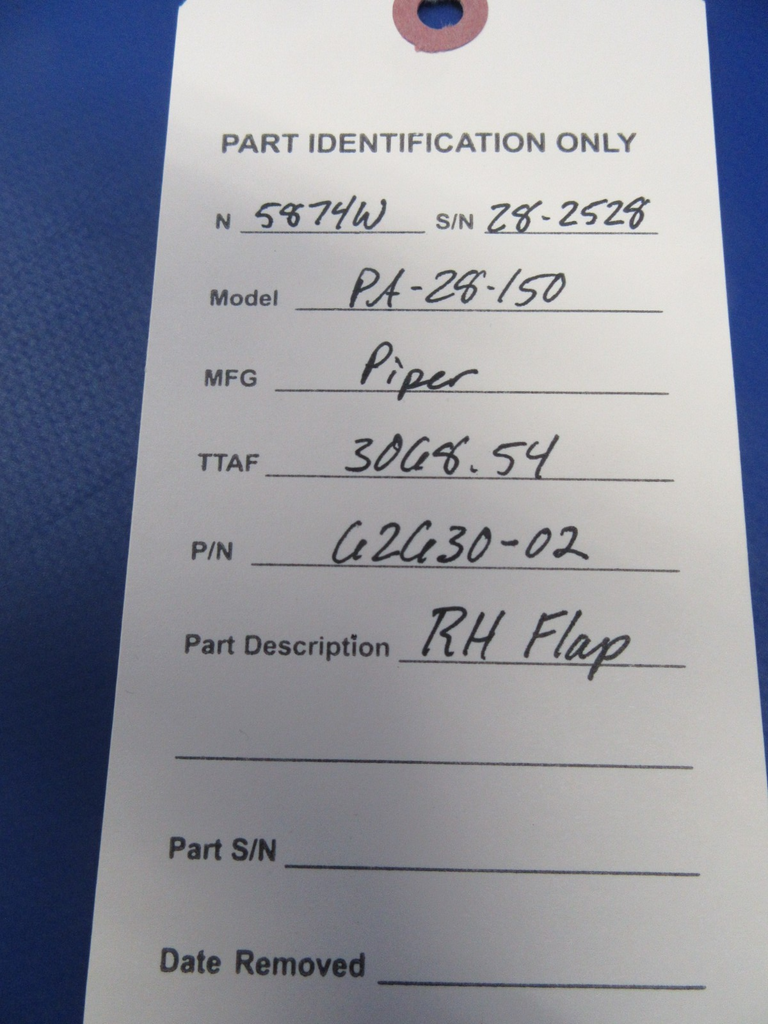 PART IDENTIFICATION ONLY
N 5874W S/N 28-2528
Model PA-28-150
MFG Piper
TTAF 3068.54
P/N 62630-02
Part Description RH Flap
Part S/N
Date Removed